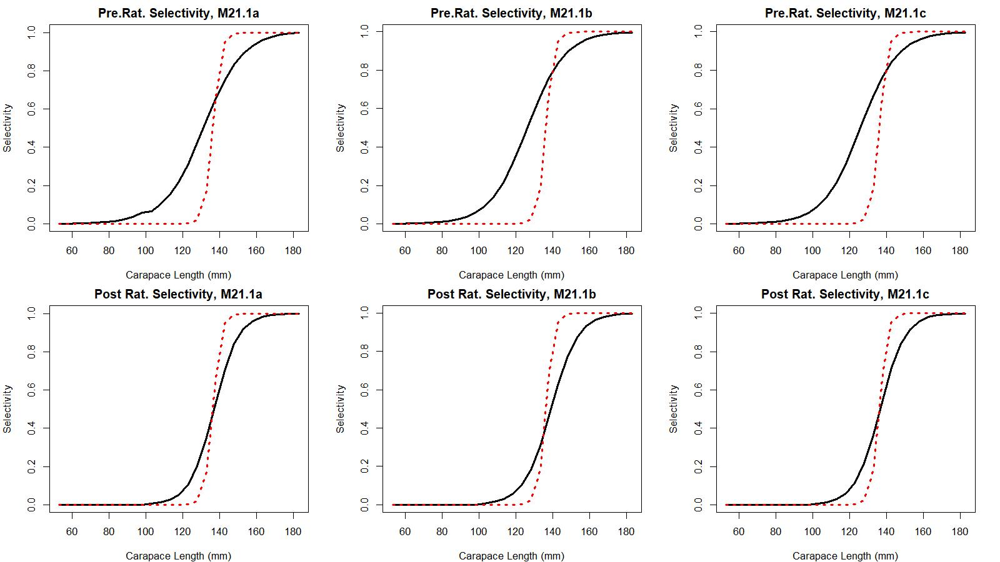 Pre.Rat. Selectivity, M21.1a
Selectivity
1.0
0.8
0.6
0.4
0.2
0.0
60 80 100 120 140 160 180
Carapace Length (mm)
Pre.Rat. Selectivity, M21.1b
Selectivity
1.0
0.8
0.6
0.4
0.2
0.0
60 80 100 120 140 160 180
Carapace Length (mm)
Pre.Rat. Selectivity, M21.1c
Selectivity
1.0
0.8
0.6
0.4
0.2
0.0
60 80 100 120 140 160 180
Carapace Length (mm)
Post Rat. Selectivity, M21.1a
Selectivity
1.0
0.8
0.6
0.4
0.2
0.0
60 80 100 120 140 160 180
Carapace Length (mm)
Post Rat. Selectivity, M21.1b
Selectivity
1.0
0.8
0.6
0.4
0.2
0.0
60 80 100 120 140 160 180
Carapace Length (mm)
Post Rat. Selectivity, M21.1c
Selectivity
1.0
0.8
0.6
0.4
0.2
0.0
60 80 100 120 140 160 180
Carapace Length (mm)